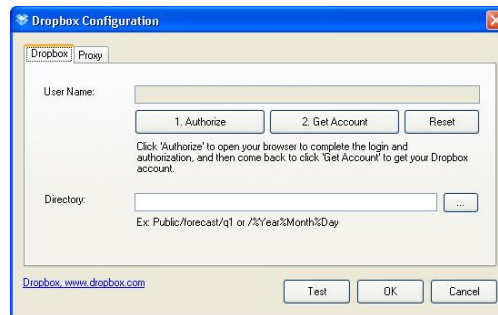 Dropbox Configuration
Dropbox Proxy
User Name:
1. Authorize 2. Get Account Reset
Click 'Authorize' to open your browser to complete the login and
authorization, and then come back to click 'Get Account' to get your Dropbox
account.
Directory:
...
Ex: Public/forecast/q1 or /%Year%Month%Day
Dropbox, www.dropbox.com
Test OK Cancel